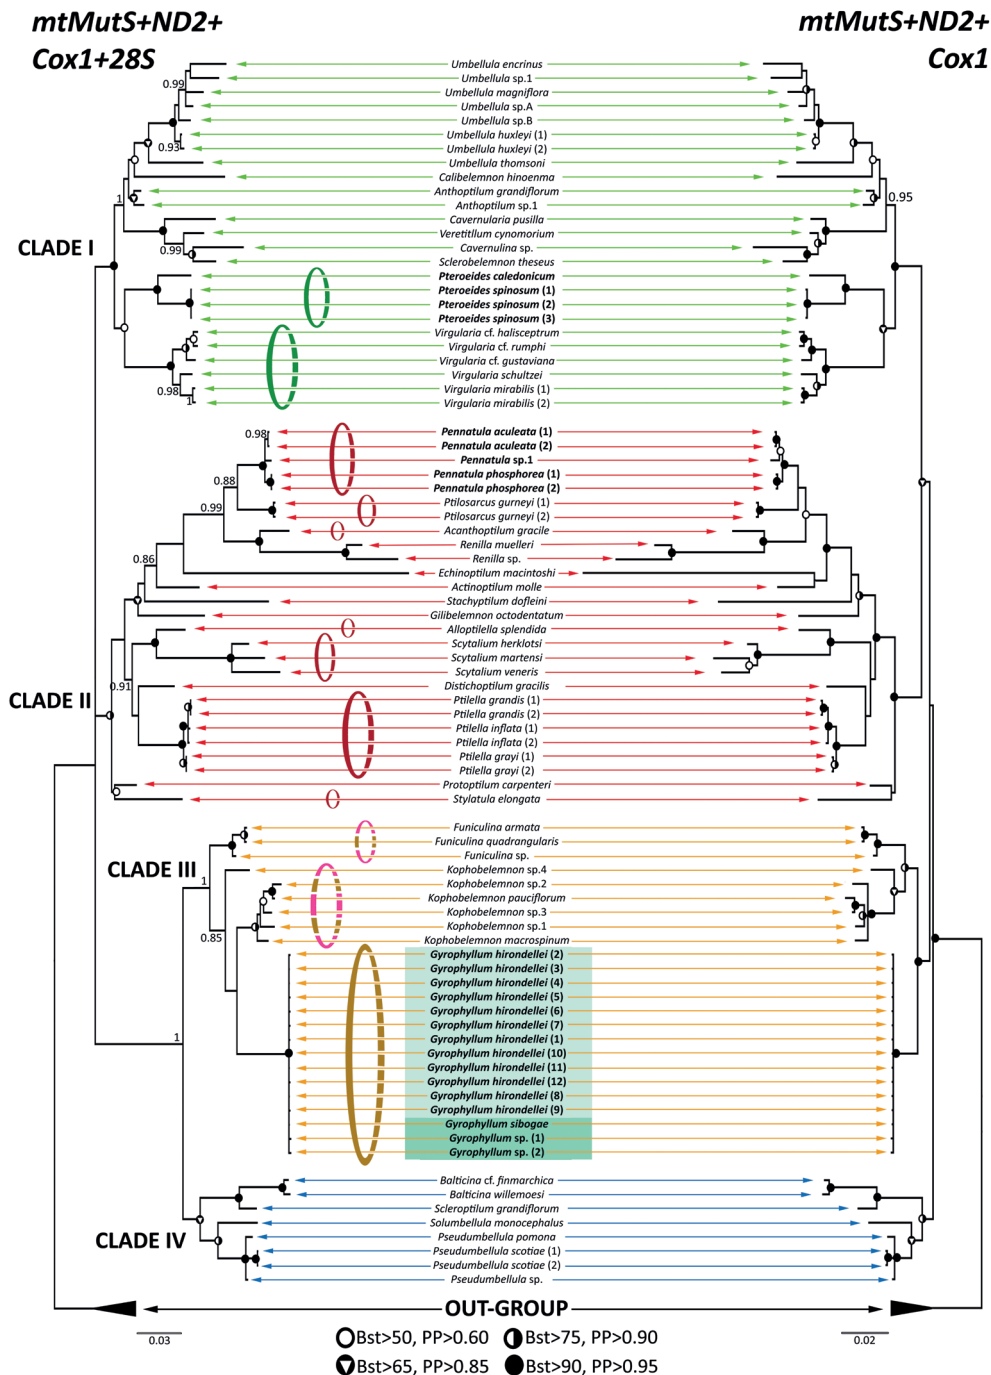 mtMutS+ND2+
Cox1+28S
mtMutS+ND2+
Cox1
Umbellula encrinus
Umbellula sp.1
0.99
Umbellula magniflora
Umbellula sp.A
Umbellula sp.B
Umbellula huxleyi (1)
0.93
Umbellula huxleyi (2)
Umbellula thomsoni
Calibelemnon hinoenma
Anthoptilum grandiflorum
1
0.95
Anthoptilum sp.1
Cavernularia pusilla
Veretillum cynomorium
CLADE I
0.99
Cavernulina sp.
Sclerobelemnon theseus
Pteroeides caledonicum
Pteroeides spinosum (1)
Pteroeides spinosum (2)
Pteroeides spinosum (3)
Virgularia cf. halisceptrum
Virgularia cf. rumphi
Virgularia cf. gustaviana
Virgularia schultzei
0.98
Virgularia mirabilis (1)
1
Virgularia mirabilis (2)
0.98
Pennatula aculeata (1)
Pennatula aculeata (2)
Pennatula sp.1
Pennatula phosphorea (1)
0.88
Pennatula phosphorea (2)
Ptilosarcus gurneyi (1)
0.99
Ptilosarcus gurneyi (2)
Acanthoptilum gracile
Renilla muelleri
0.86
Renilla sp.
Echinoptilum macintoshi
Actinoptilum molle
Stachyptilum dofleini
Gilibelemnon octodentatum
Alloptilella splendida
Scytalium herklotsi
Scytalium martensi
Scytalium veneris
0.91
Distichoptilum gracilis
CLADE II
Ptilella grandis (1)
Ptilella grandis (2)
Ptilella inflata (1)
Ptilella inflata (2)
Ptilella grayi (1)
Ptilella grayi (2)
Protoptilum carpenteri
Stylatula elongata
Funiculina armata
Funiculina quadrangularis
Funiculina sp.
CLADE III
Kophobelemnon sp.4
1
Kophobelemnon sp.2
Kophobelemnon pauciflorum
Kophobelemnon sp.3
Kophobelemnon sp.1
0.85
Kophobelemnon macrospinum
Gyrophyllum hirondellei (2)
Gyrophyllum hirondellei (3)
Gyrophyllum hirondellei (4)
Gyrophyllum hirondellei (5)
Gyrophyllum hirondellei (6)
Gyrophyllum hirondellei (7)
1
Gyrophyllum hirondellei (1)
Gyrophyllum hirondellei (10)
Gyrophyllum hirondellei (11)
Gyrophyllum hirondellei (12)
Gyrophyllum hirondellei (8)
Gyrophyllum hirondellei (9)
Gyrophyllum sibogae
Gyrophyllum sp. (1)
Gyrophyllum sp. (2)
Balticina cf. finmarchica
Balticina willemoesi
Scleroptilum grandiflorum
Solumbellula monocephalus
CLADE IV
Pseudumbellula pomona
Pseudumbellula scotiae (1)
Pseudumbellula scotiae (2)
Pseudumbellula sp.
OUT-GROUP
0.03
0.02
Bst>50, PP>0.60
Bst>75, PP>0.90
Bst>65, PP>0.85
Bst>90, PP>0.95